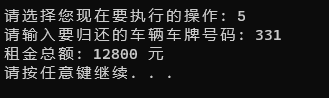 请选择您现在要执行的操作: 5
请输入要归还的车辆车牌号码: 331
租金总额: 12800 元
请按任意键继续. . .